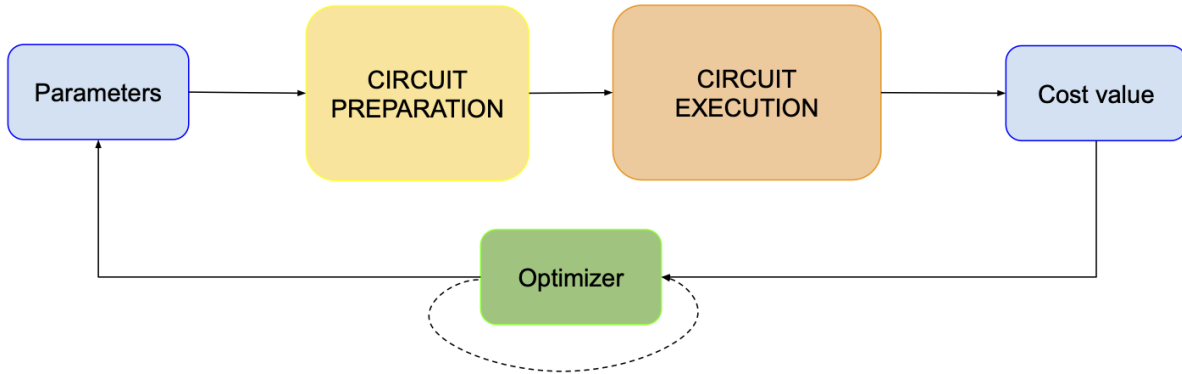 Parameters
CIRCUIT
PREPARATION
CIRCUIT
EXECUTION
Cost value
Optimizer